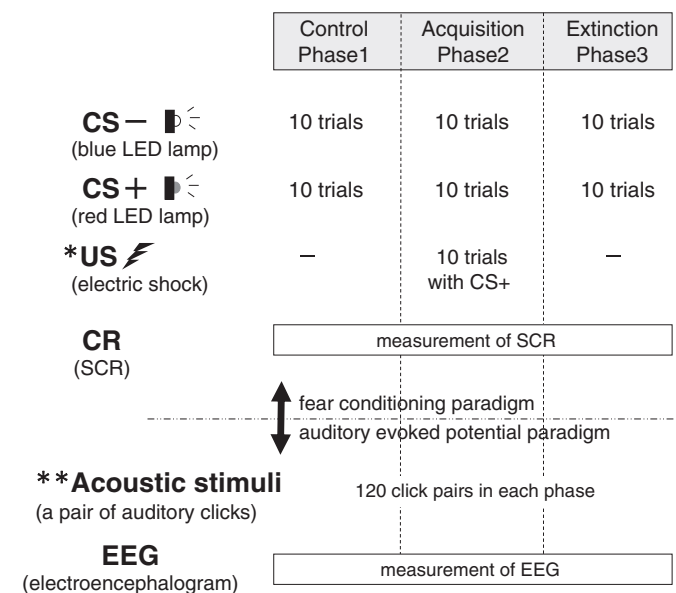 Control Acquisition Extinction
Phase1 Phase2 Phase3
CS− 10 trials 10 trials 10 trials
(blue LED lamp)
CS+ 10 trials 10 trials 10 trials
(red LED lamp)
*US − 10 trials −
(electric shock) with CS+
CR measurement of SCR
(SCR)
fear conditioning paradigm
auditory evoked potential paradigm
**Acoustic stimuli 120 click pairs in each phase
(a pair of auditory clicks)
EEG measurement of EEG
(electroencephalogram)